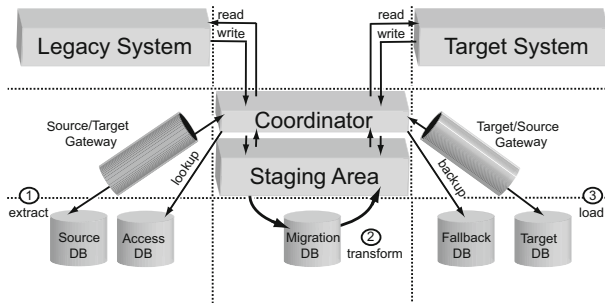 Legacy System
read
write
read
write
Target System
Coordinator
Source/Target
Gateway
Target/Source
Gateway
lookup
backup
Staging Area
1
extract
2
transform
3
load
Source
DB
Access
DB
Migration
DB
Fallback
DB
Target
DB